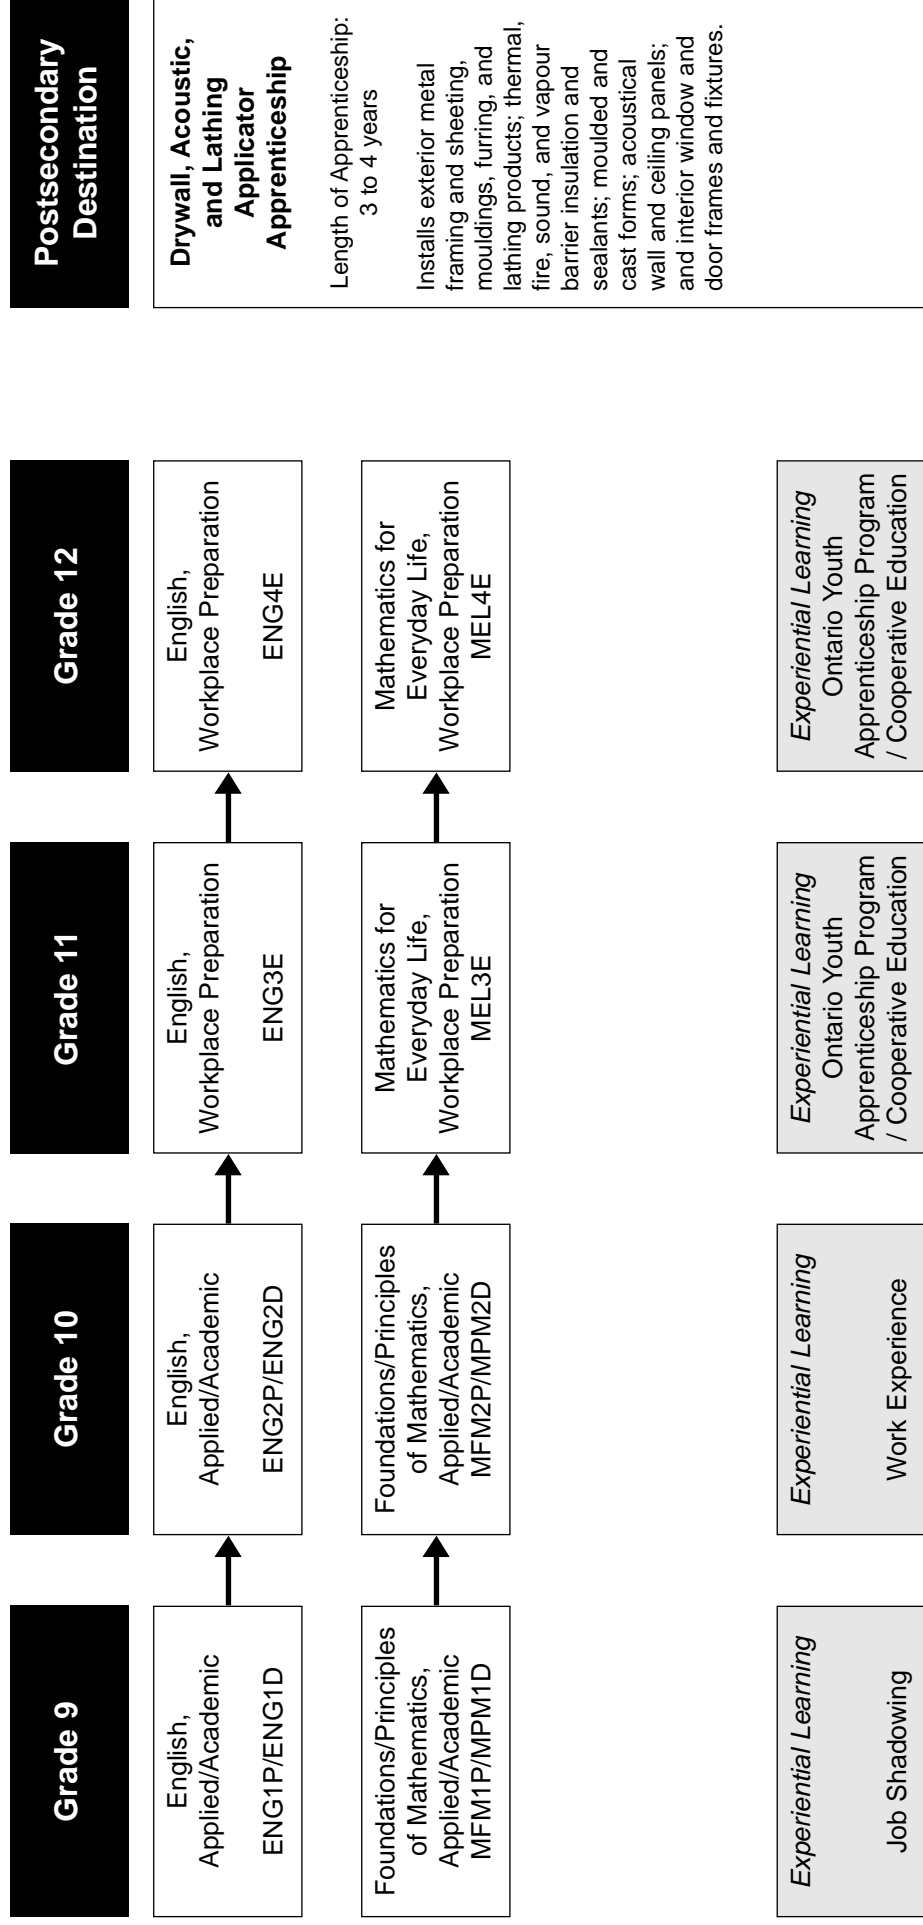 Grade 9
Grade 10
Grade 11
Grade 12
Postsecondary
Destination
English,
Applied/Academic
ENG1P/ENG1D
English,
Applied/Academic
ENG2P/ENG2D
English,
Workplace Preparation
ENG3E
English,
Workplace Preparation
ENG4E
Foundations/Principles
of Mathematics,
Applied/Academic
MFM1P/MPM1D
Foundations/Principles
of Mathematics,
Applied/Academic
MFM2P/MPM2D
Mathematics for
Everyday Life,
Workplace Preparation
MEL3E
Mathematics for
Everyday Life,
Workplace Preparation
MEL4E
Experiential Learning
Job Shadowing
Experiential Learning
Work Experience
Experiential Learning
Ontario Youth
Apprenticeship Program
/ Cooperative Education
Experiential Learning
Ontario Youth
Apprenticeship Program
/ Cooperative Education
Drywall, Acoustic,
and Lathing
Applicator
Apprenticeship
Length of Apprenticeship:
3 to 4 years
Installs exterior metal
framing and sheeting,
mouldings, furring, and
lathing products; thermal,
fire, sound, and vapour
barrier insulation and
sealants; moulded and
cast forms; acoustical
wall and ceiling panels;
and interior window and
door frames and fixtures.